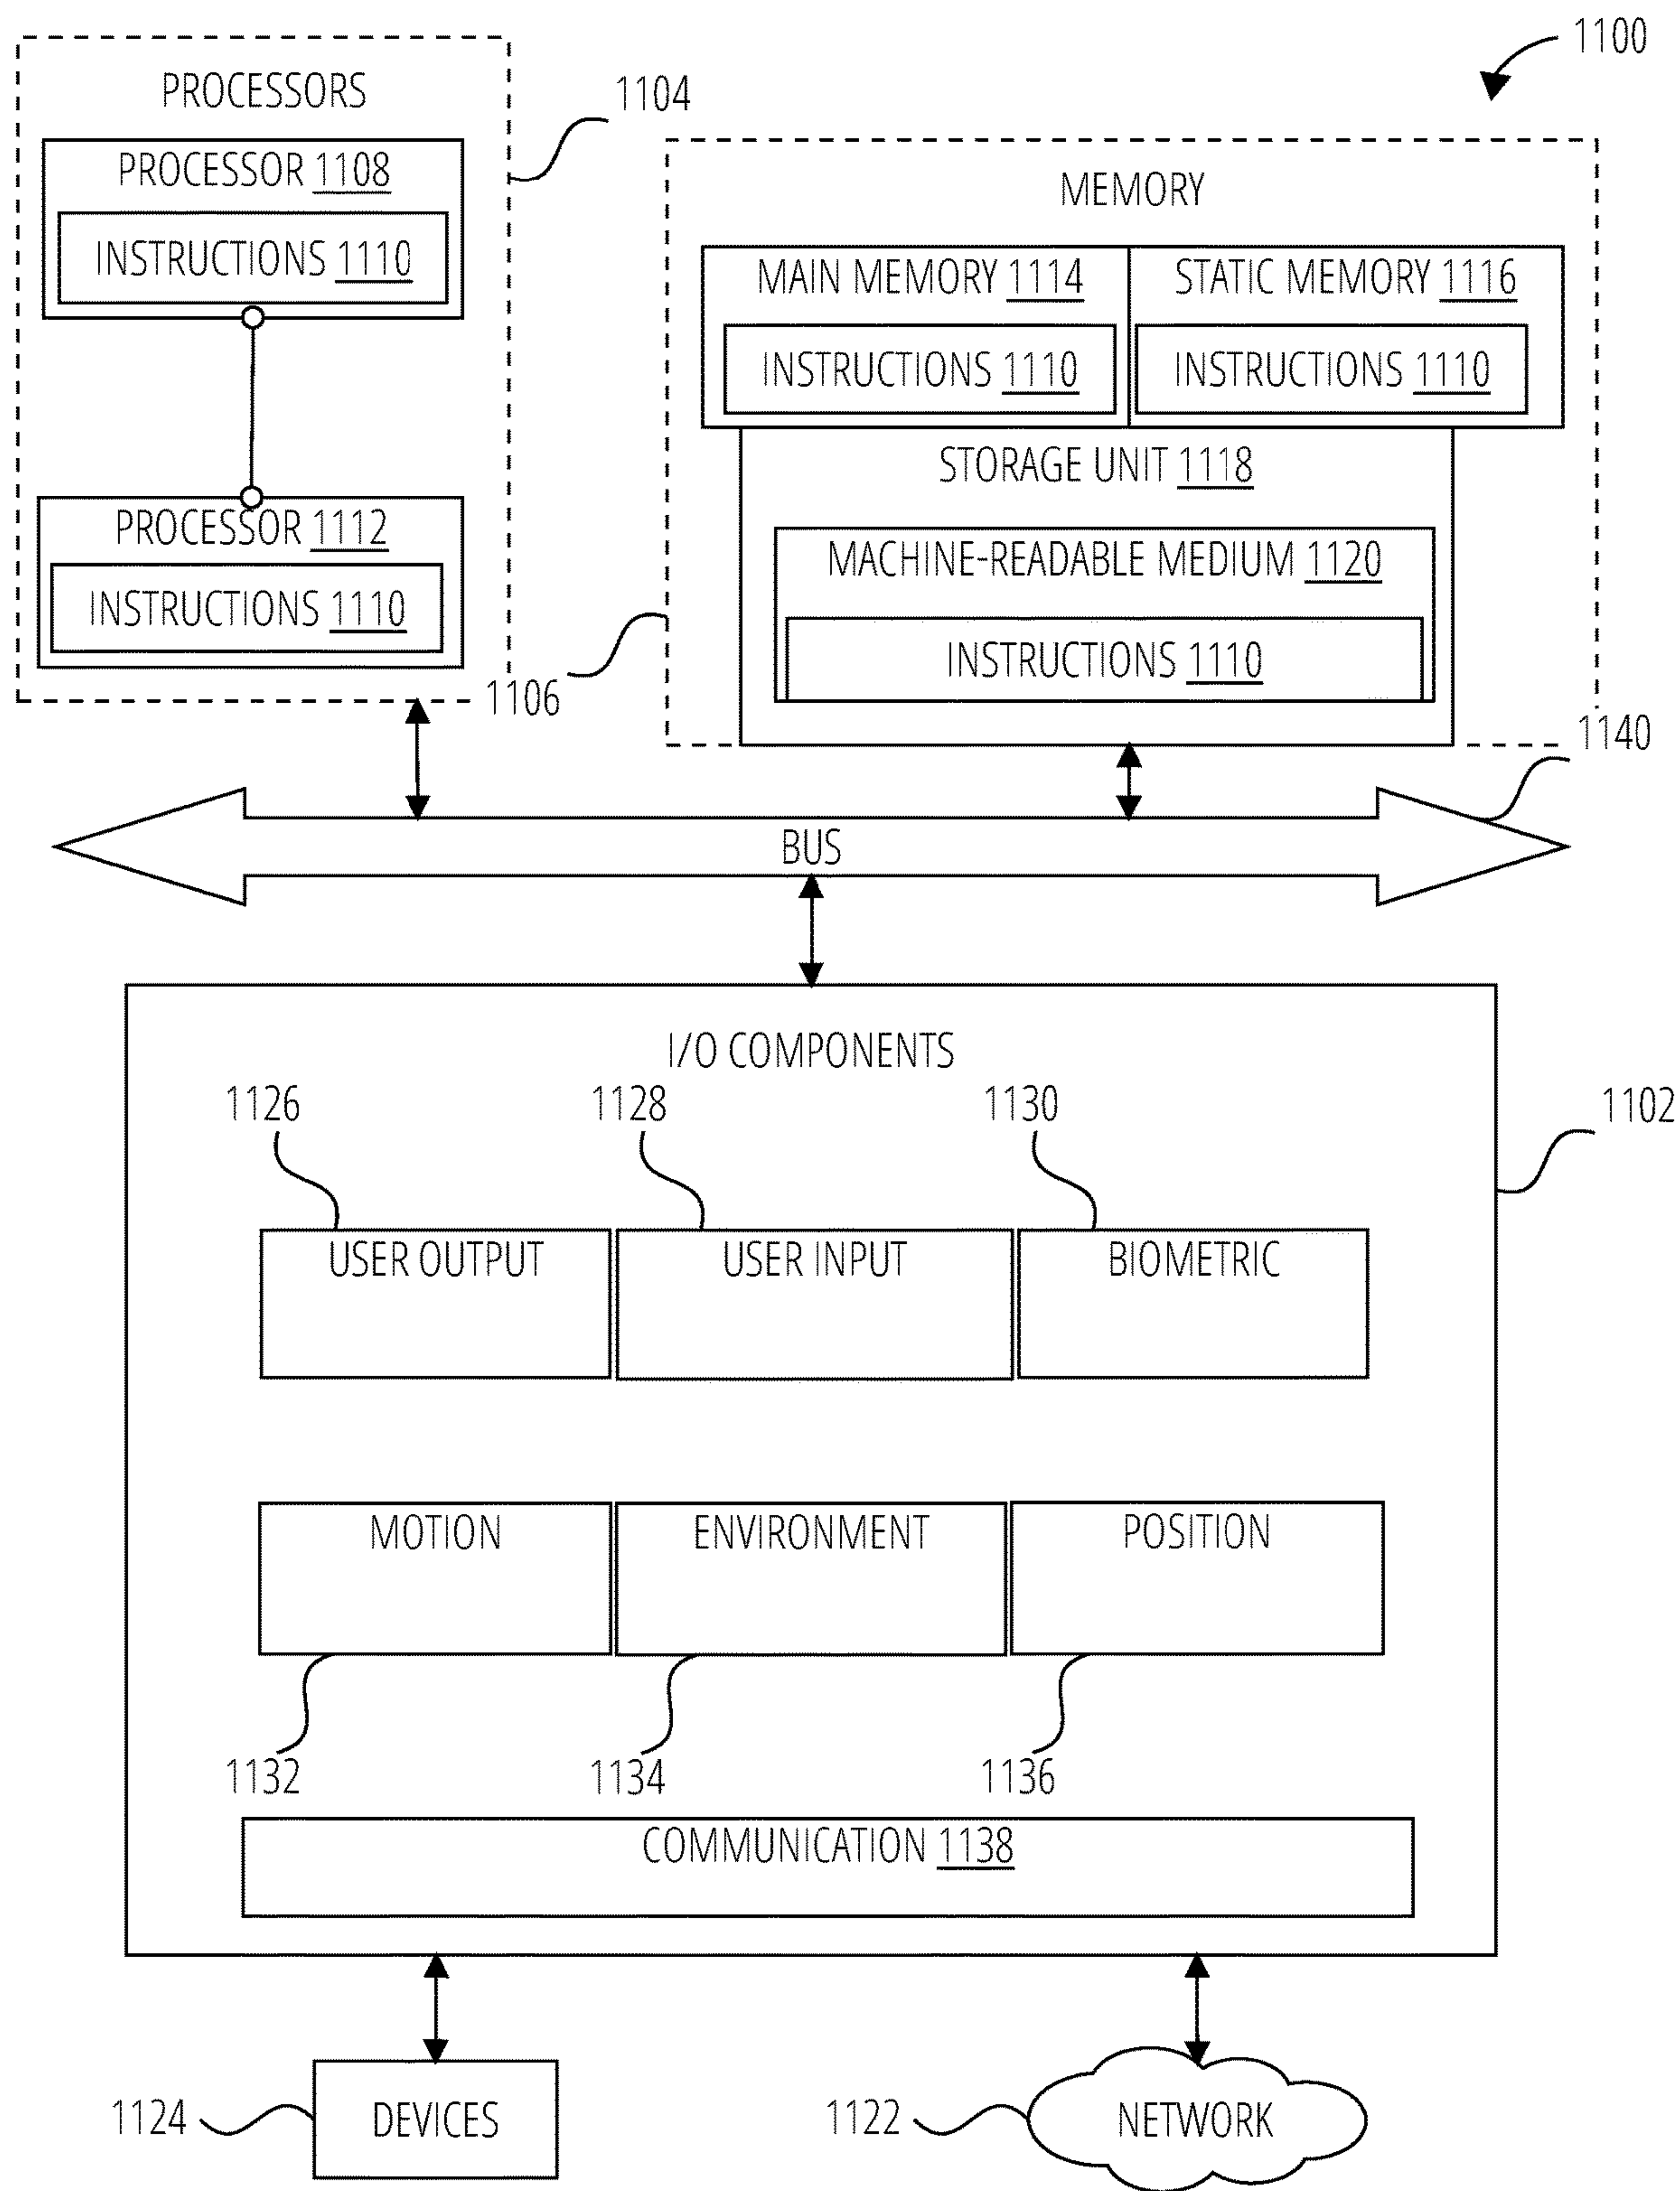 1100
PROCESSORS
1104
PROCESSOR 1108
INSTRUCTIONS 1110
PROCESSOR 1112
INSTRUCTIONS 1110
1106
MEMORY
MAIN MEMORY 1114
STATIC MEMORY 1116
INSTRUCTIONS 1110
INSTRUCTIONS 1110
STORAGE UNIT 1118
MACHINE-READABLE MEDIUM 1120
INSTRUCTIONS 1110
1140
BUS
I/O COMPONENTS
1126
1128
1130
1102
USER OUTPUT
USER INPUT
BIOMETRIC
MOTION
ENVIRONMENT
POSITION
1132
1134
1136
COMMUNICATION 1138
1124
DEVICES
1122
NETWORK